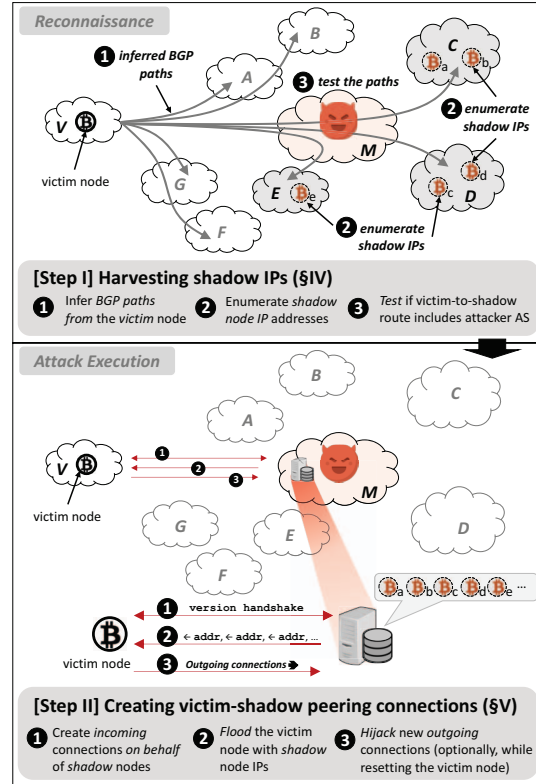 Reconnaissance
B
C
1 inferred BGP
paths
A
3 test the paths
a
b
2 enumerate
shadow IPs
V
victim node
M
d
c
D
G
E
e
2 enumerate
shadow IPs
F
[Step I] Harvesting shadow IPs (§IV)
1 Infer BGP paths
from the victim node
2 Enumerate shadow
node IP addresses
3 Test if victim-to-shadow
route includes attacker AS
Attack Execution
B
C
A
1
V
2
3
M
victim node
G
E
D
F
a b c d e ...
1 version handshake
2 ← addr, ← addr, ← addr, ...
victim node
3 Outgoing connections
[Step II] Creating victim-shadow peering connections (§V)
1 Create incoming
connections on behalf
of shadow nodes
2 Flood the victim
node with shadow
node IPs
3 Hijack new outgoing
connections (optionally, while
resetting the victim node)